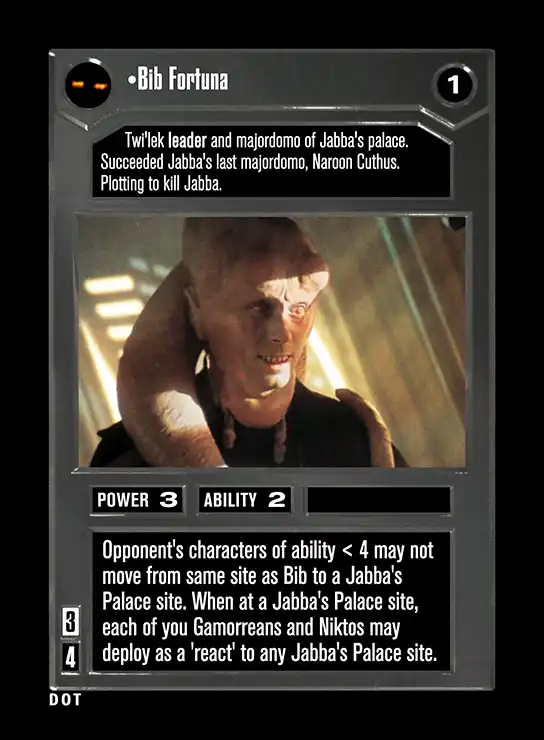 •Bib Fortuna
1
Twi'lek leader and majordomo of Jabba's palace.
Succeeded Jabba's last majordomo, Naroon Cuthus.
Plotting to kill Jabba.
POWER 3 ABILITY 2
Opponent's characters of ability < 4 may not
move from same site as Bib to a Jabba's
Palace site. When at a Jabba's Palace site,
each of you Gamorreans and Niktos may
deploy as a 'react' to any Jabba's Palace site.
3
4
DOT